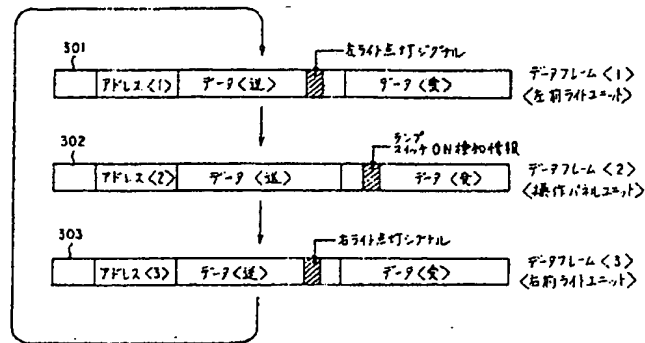 左ライト点灯シグナル
301
アドレス<1> データ<送> データ<受>
データフレーム<1>
<左前ライトユニット>
ランプ
スイッチON検知情報
302
アドレス<2> データ<送> データ<受>
データフレーム<2>
<操作パネルユニット>
右ライト点灯シグナル
303
アドレス<3> データ<送> データ<受>
データフレーム<3>
<右前ライトユニット>